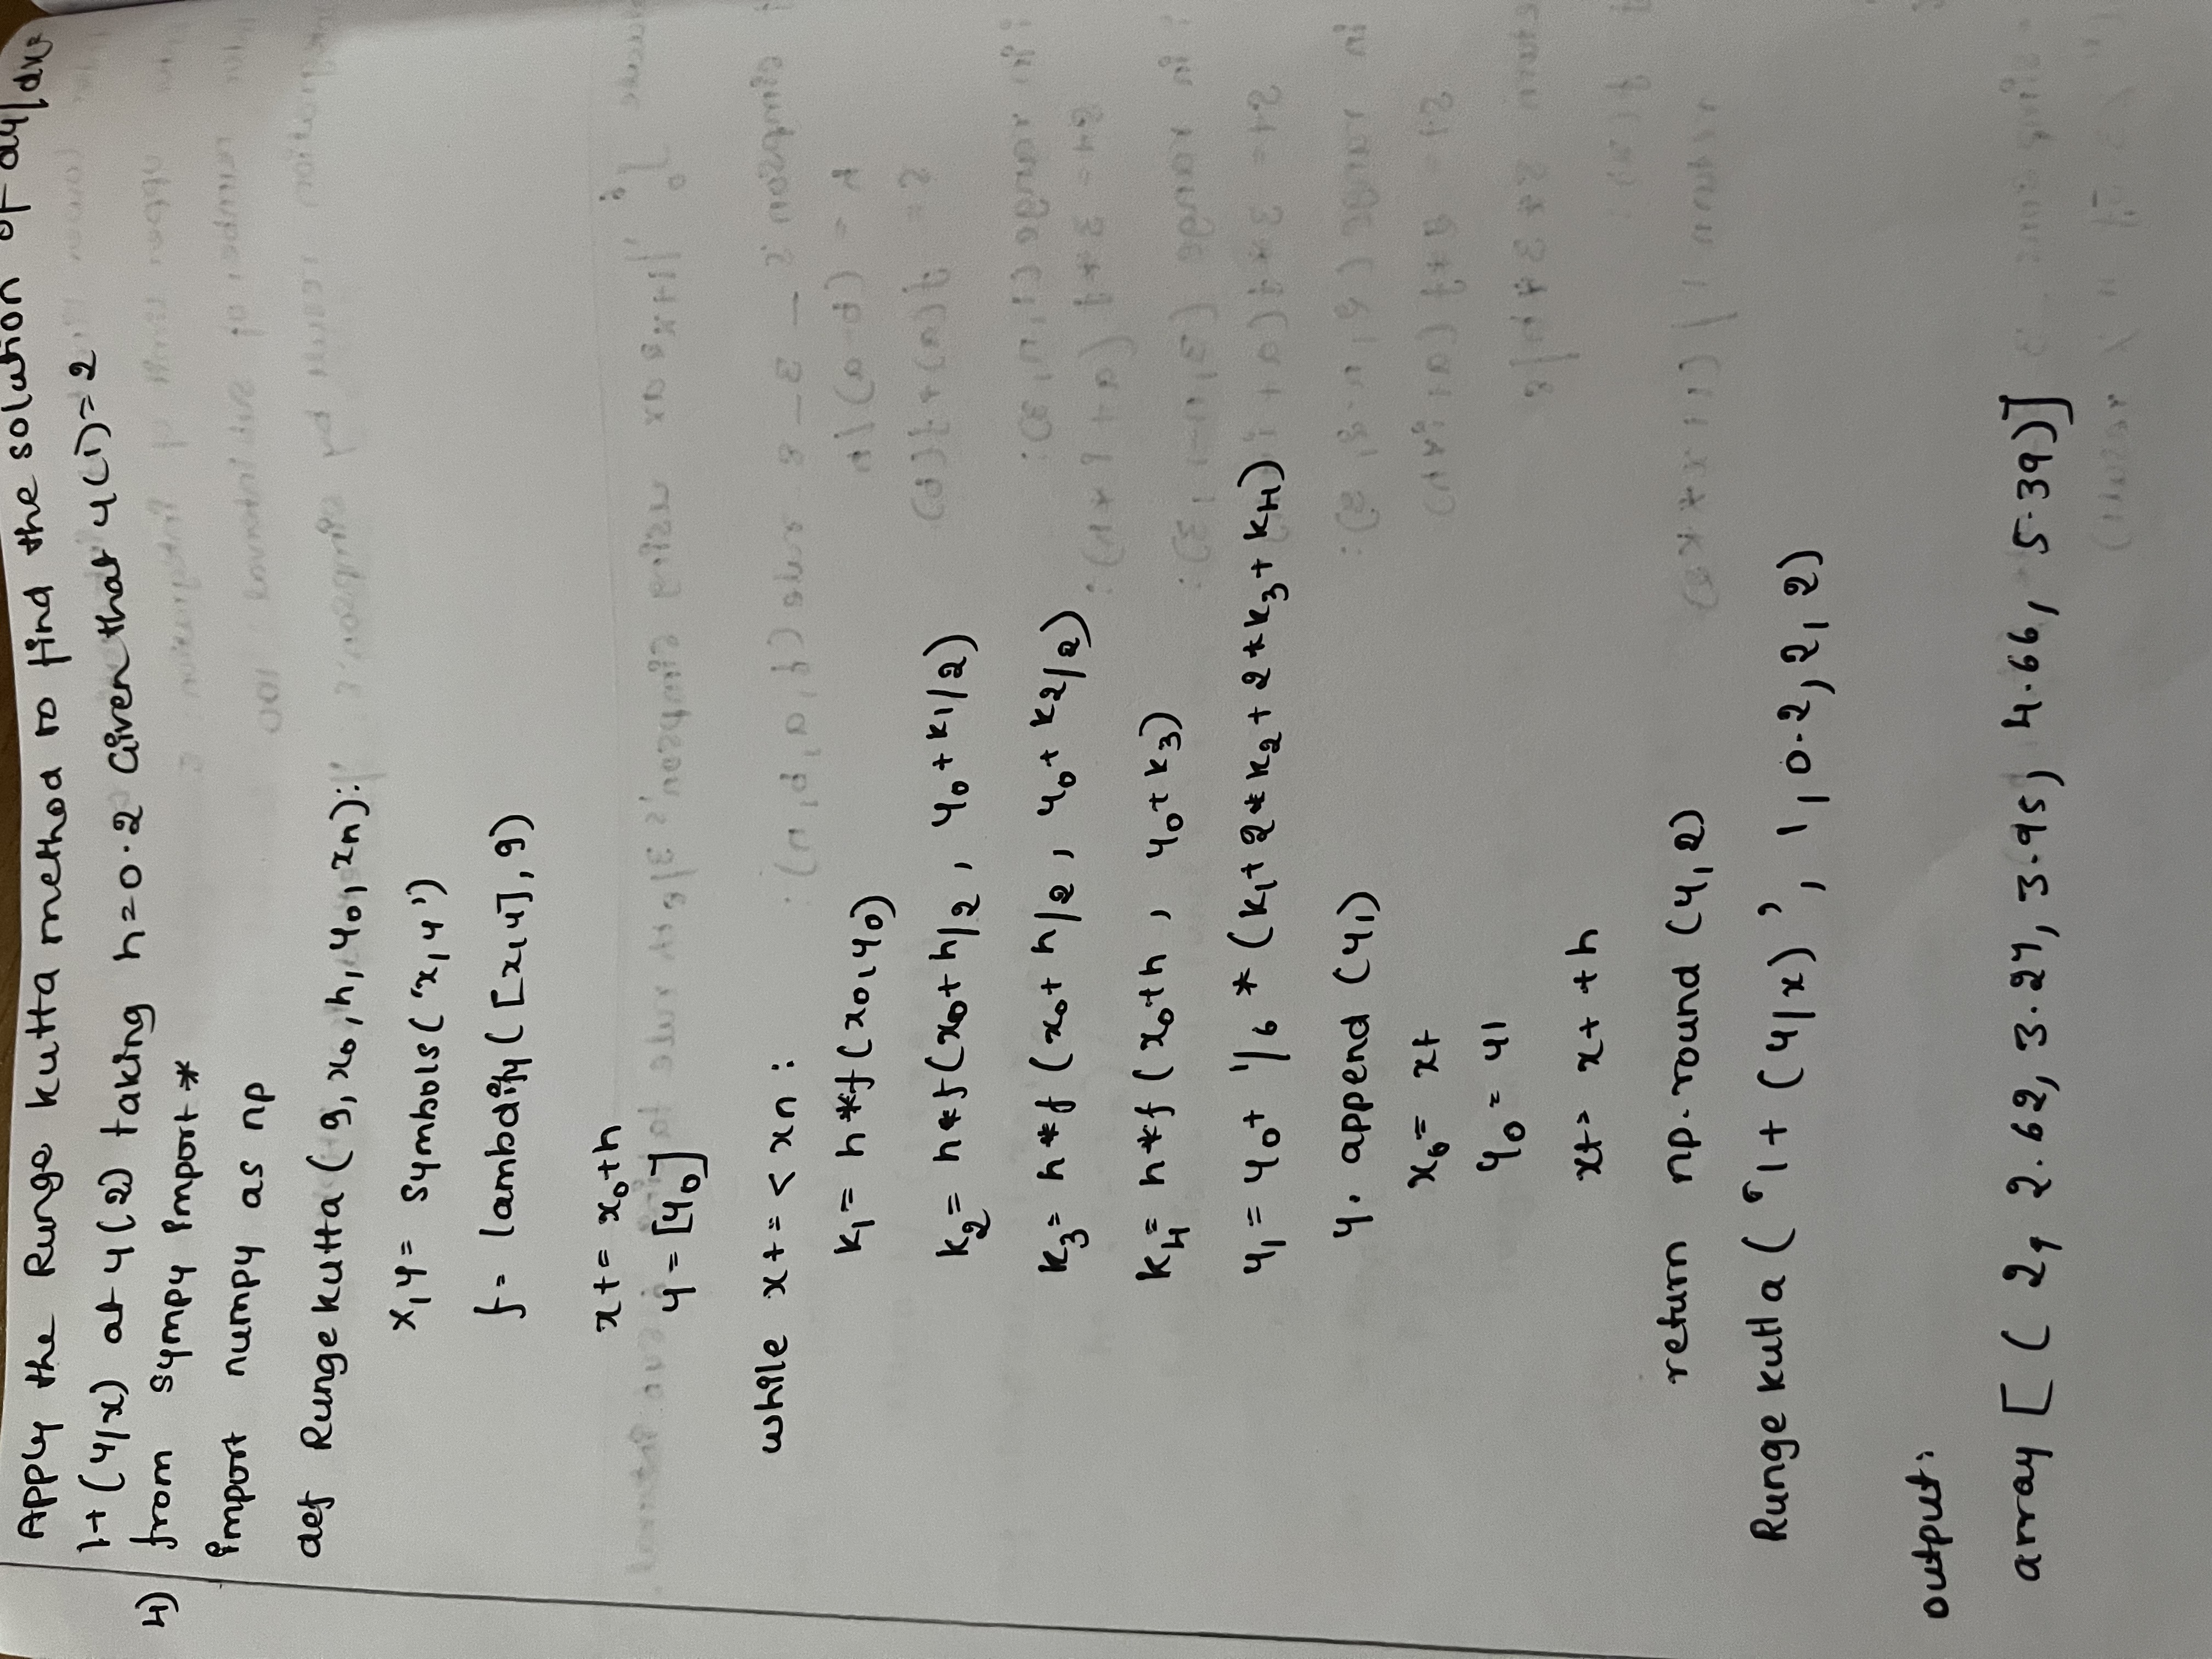 Apply the Runge kutta method to find the solution of dy/dx=
1+(y/x) at y(2) taking h=0.2 Given that y(1)=2
4) from sympy import *
import numpy as np
def Rungekutta(g, x0, h, y0, xn):
x,y= symbols('x,y')
f= lambdify([x,y], g)
xt= x0+h
y=[y0]
while xt=< xn:
k1= h*f(x0,y0)
k2= h*f(x0+h/2, y0+k1/2)
k3= h*f(x0+h/2, y0+k2/2)
k4= h*f(x0+h, y0+k3)
y1= y0+ 1/6 * (k1+2*k2+2*k3+k4)
y. append (y1)
x0= xt
y0= y1
xt= xt+h
return np.round (y,2)
Rungekutta('1+(y/x)', 1, 0.2, 2, 2)
output:
array [( 2, 2.62, 3.27, 3.95, 4.66, 5.39)]